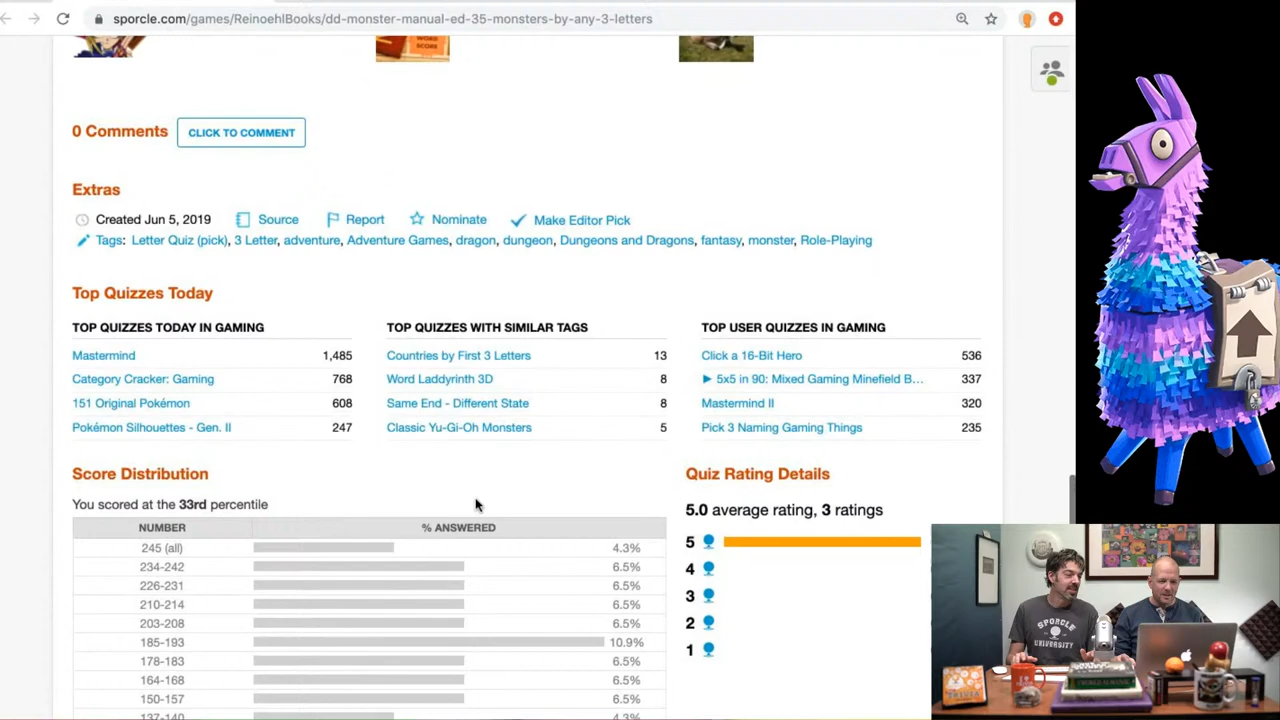 sporcle.com/games/ReinoehlBooks/dd-monster-manual-ed-35-monsters-by-any-3-letters
WORD
SCORE
0 Comments CLICK TO COMMENT
Extras
Created Jun 5, 2019 Source Report Nominate Make Editor Pick
Tags: Letter Quiz (pick), 3 Letter, adventure, Adventure Games, dragon, dungeon, Dungeons and Dragons, fantasy, monster, Role-Playing
Top Quizzes Today
TOP QUIZZES TODAY IN GAMING TOP QUIZZES WITH SIMILAR TAGS TOP USER QUIZZES IN GAMING
Mastermind 1,485 Countries by First 3 Letters 13 Click a 16-Bit Hero 536
Category Cracker: Gaming 768 Word Laddyrinth 3D 8 ► 5x5 in 90: Mixed Gaming Minefield B... 337
151 Original Pokémon 608 Same End - Different State 8 Mastermind II 320
Pokémon Silhouettes - Gen. II 247 Classic Yu-Gi-Oh Monsters 5 Pick 3 Naming Gaming Things 235
Score Distribution Quiz Rating Details
You scored at the 33rd percentile 5.0 average rating, 3 ratings
NUMBER % ANSWERED
245 (all) 4.3% 5
234-242 6.5% 4
226-231 6.5% 3
210-214 6.5%
203-208 6.5% 2
185-193 10.9% 1
178-183 6.5%
164-168 6.5%
150-157 6.5%
137-140 4.3%
SPORCLE
UNIVERSITY